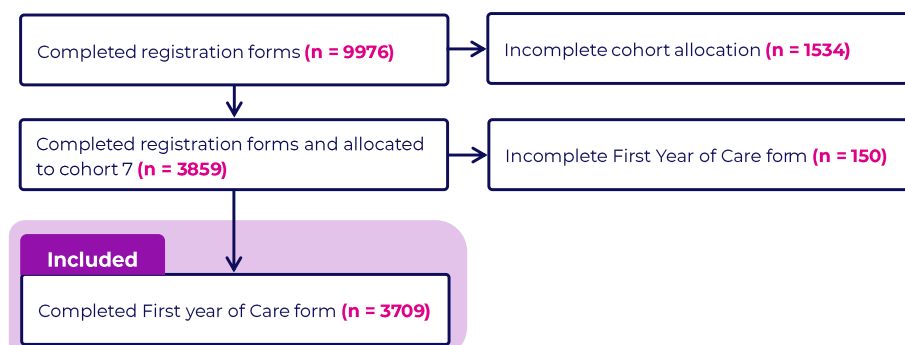 Completed registration forms (n = 9976)
Incomplete cohort allocation (n = 1534)
Completed registration forms and allocated
to cohort 7 (n = 3859)
Incomplete First Year of Care form (n = 150)
Included
Completed First year of Care form (n = 3709)